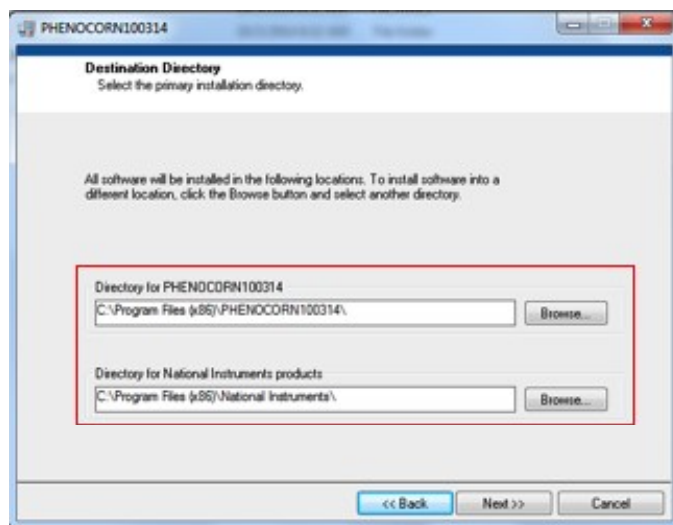 PHENOCORN100314
Destination Directory
Select the primary installation directory.
All software will be installed in the following locations. To install software into a
different location, click the Browse button and select another directory.
Directory for PHENOCORN100314
C:\Program Files (x86)\PHENOCORN100314\
Browse...
Directory for National Instruments products
C:\Program Files (x86)\National Instruments\
Browse...
<< Back
Next >>
Cancel